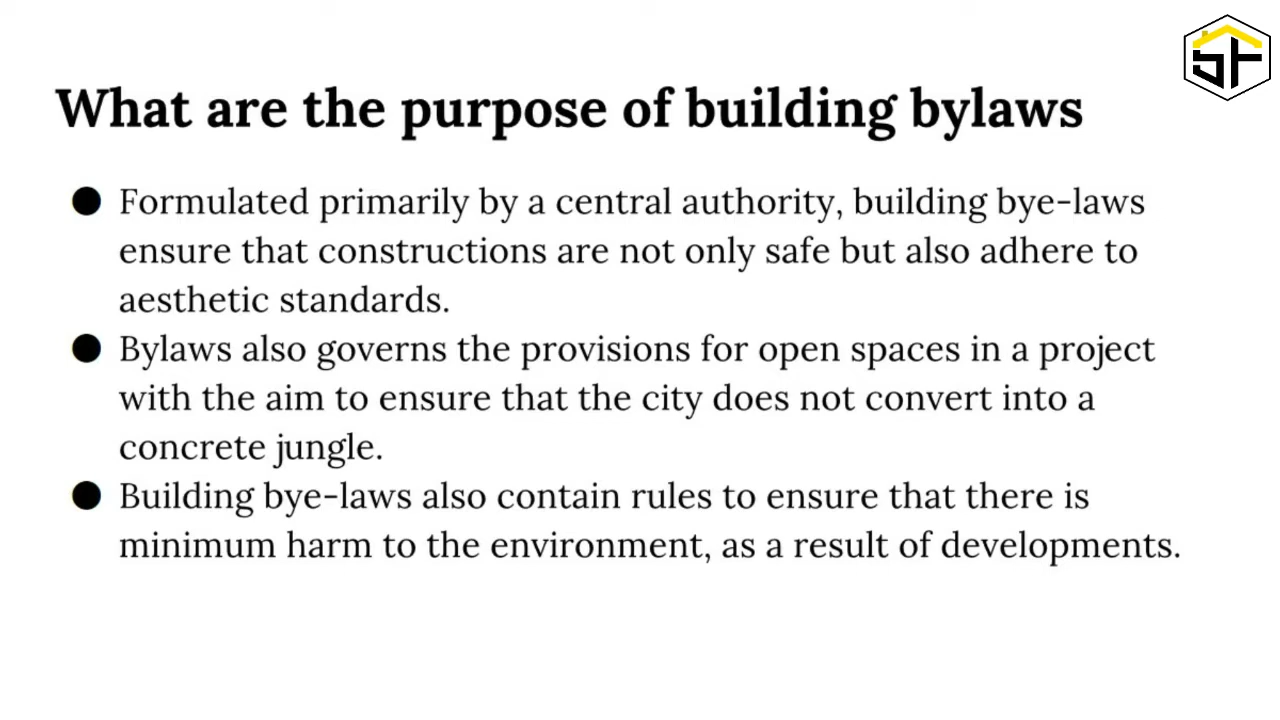 What are the purpose of building bylaws
● Formulated primarily by a central authority, building bye-laws
ensure that constructions are not only safe but also adhere to
aesthetic standards.
● Bylaws also governs the provisions for open spaces in a project
with the aim to ensure that the city does not convert into a
concrete jungle.
● Building bye-laws also contain rules to ensure that there is
minimum harm to the environment, as a result of developments.